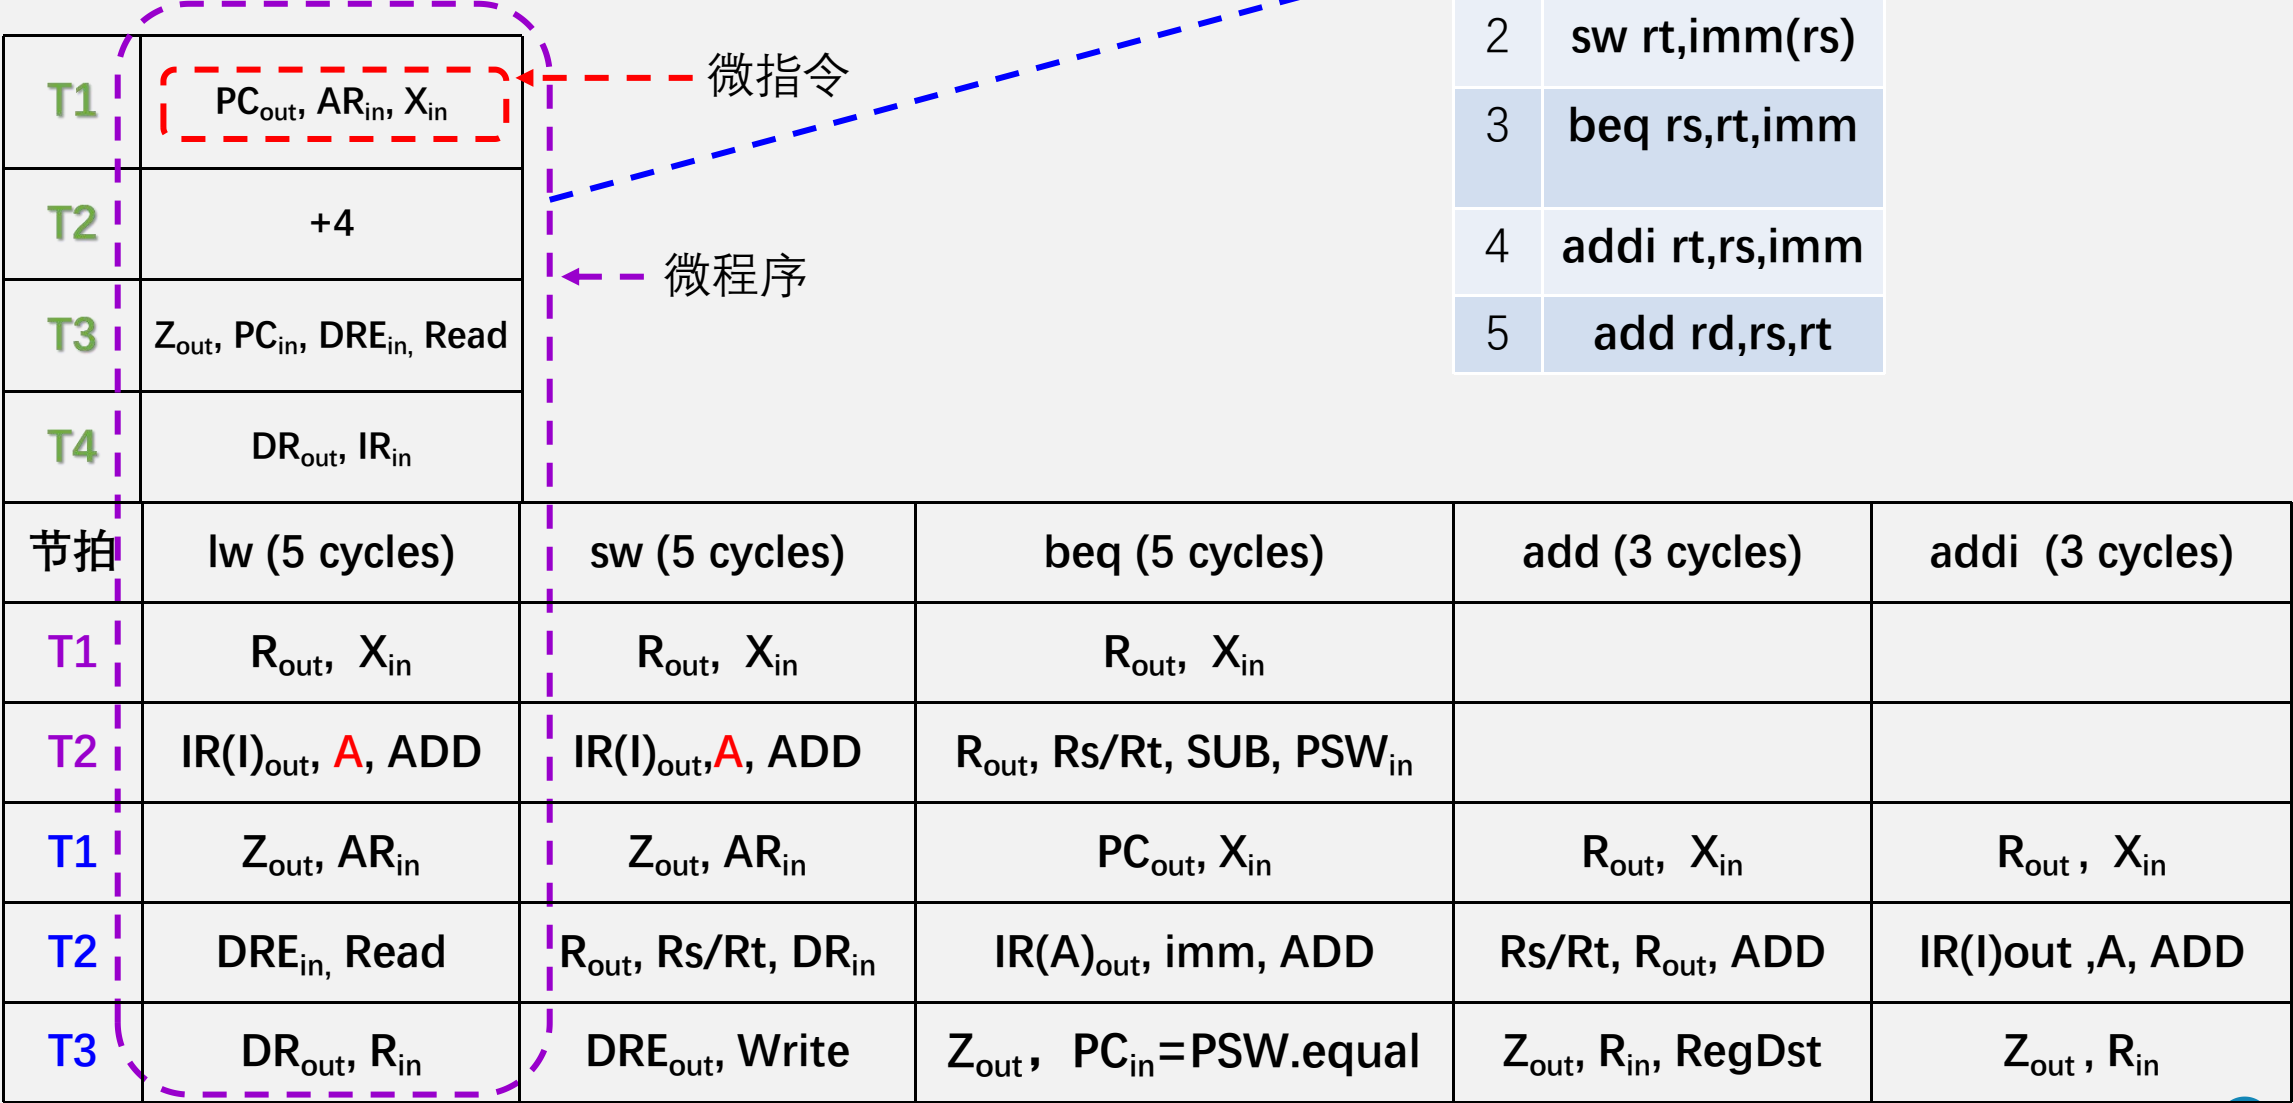 T1 PCout, ARin, Xin
微指令
T2 +4
微程序
T3 Zout, PCin, DREin, Read
T4 DRout, IRin
2 sw rt,imm(rs)
3 beq rs,rt,imm
4 addi rt,rs,imm
5 add rd,rs,rt
节拍 lw (5 cycles) sw (5 cycles) beq (5 cycles) add (3 cycles) addi (3 cycles)
T1 Rout, Xin Rout, Xin Rout, Xin
T2 IR(I)out, A, ADD IR(I)out,A, ADD Rout, Rs/Rt, SUB, PSWin
T1 Zout, ARin Zout, ARin PCout, Xin Rout, Xin Rout , Xin
T2 DREin, Read Rout, Rs/Rt, DRin IR(A)out, imm, ADD Rs/Rt, Rout, ADD IR(I)out ,A, ADD
T3 DRout, Rin DREout, Write Zout , PCin=PSW.equal Zout, Rin, RegDst Zout , Rin